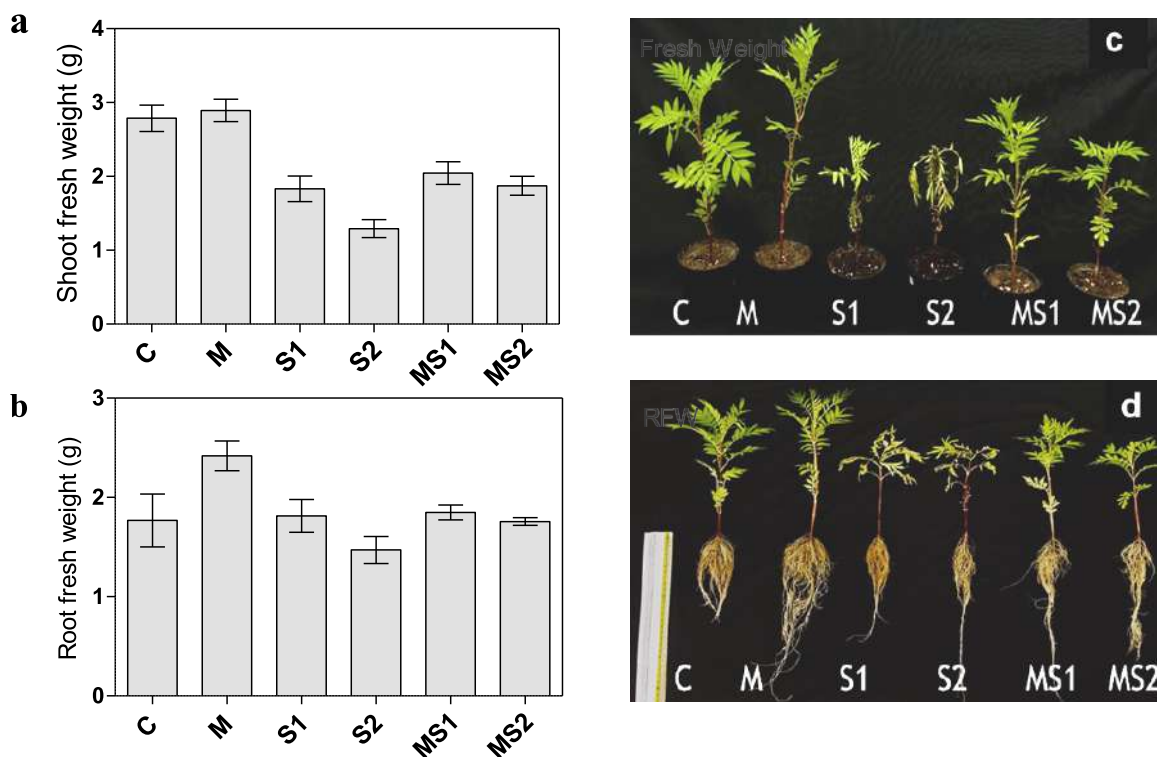 a
Shoot fresh weight (g)
4
3
2
1
0
C M S1 S2 MS1 MS2
Fresh Weight
c
C M S1 S2 MS1 MS2
b
Root fresh weight (g)
3
2
1
0
C M S1 S2 MS1 MS2
RFW
d
C M S1 S2 MS1 MS2